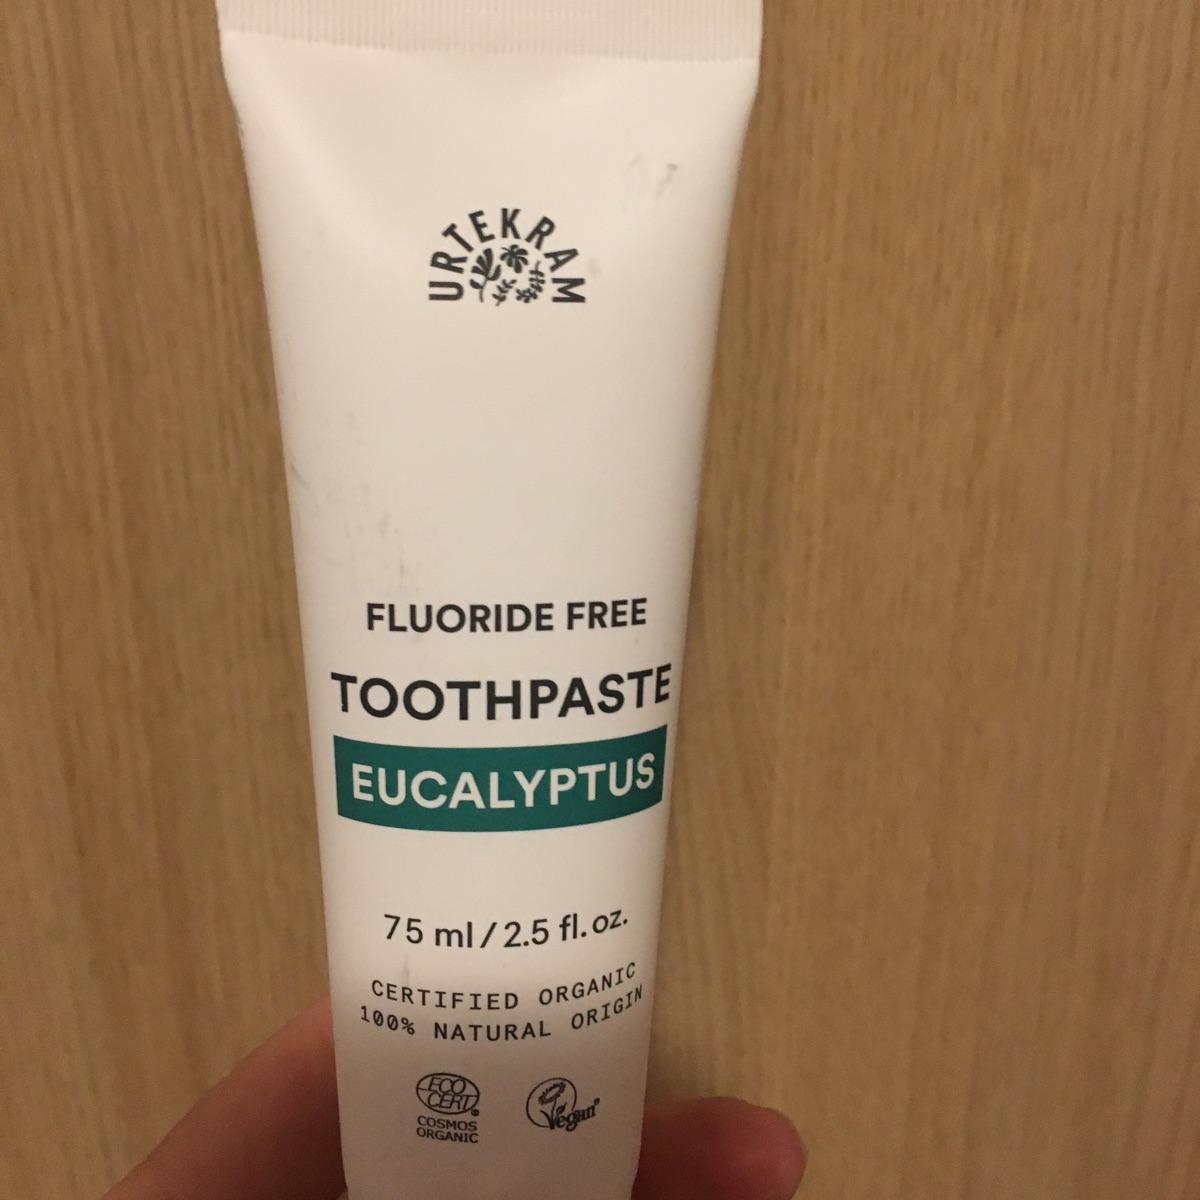 URTEKRAM
FLUORIDE FREE
TOOTHPASTE
EUCALYPTUS
75 ml / 2.5 fl. oz.
CERTIFIED ORGANIC
100% NATURAL ORIGIN
ECO
CERT®
COSMOS
ORGANIC
Vegan